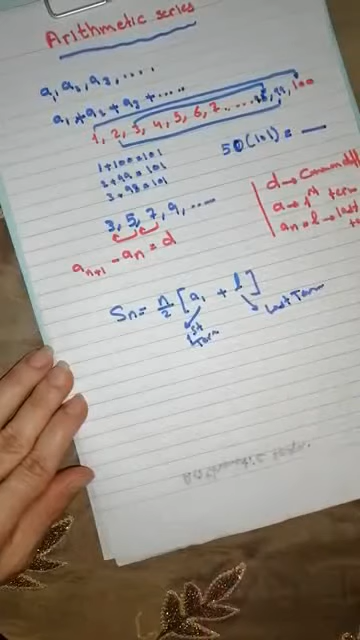 Arithmetic series
a₁ a₂, a₃, ....
a₁ + a₂ + a₃ + .....
1, 2, 3, 4, 5, 6, 7 ..... 98, 99, 100
1+100=101
2+99=101
3+98=101
50(101) =
3, 5, 7, 9, ....
aₙ₊₁ - aₙ = d
d → Common
a → 1st term
aₙ = l → last
Sₙ = n/2 [a₁ + l]
1st Term
Last Term